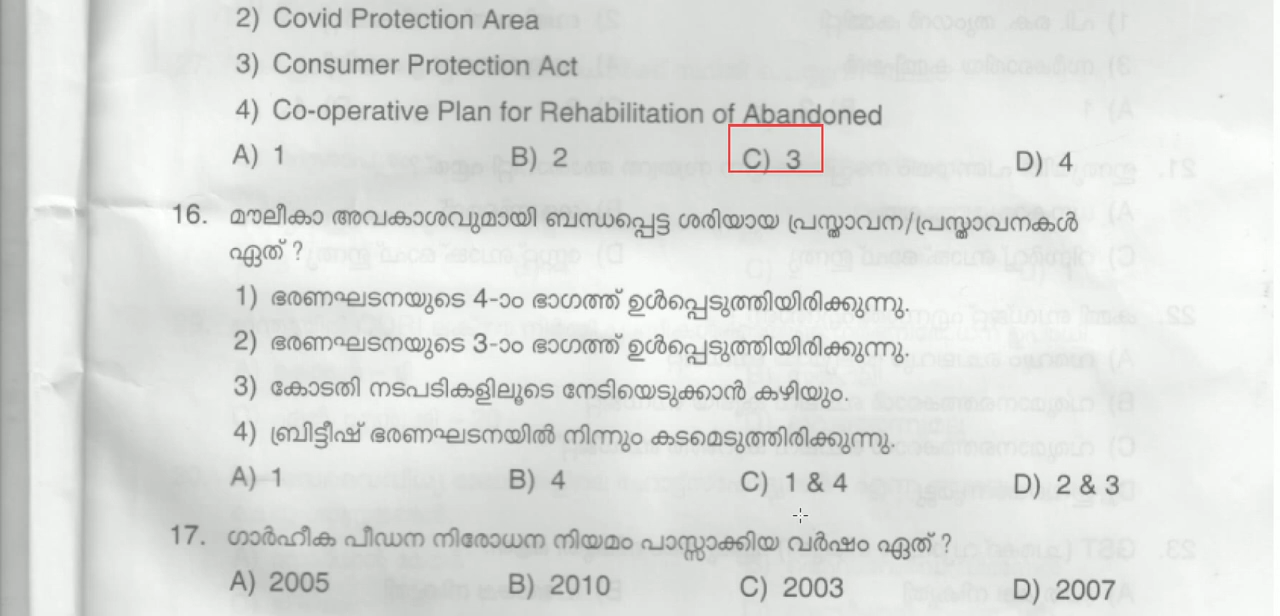 2) Covid Protection Area
3) Consumer Protection Act
4) Co-operative Plan for Rehabilitation of Abandoned
A) 1 B) 2 C) 3 D) 4
16. മൗലീകാ അവകാശവുമായി ബന്ധപ്പെട്ട ശരിയായ പ്രസ്താവന/പ്രസ്താവനകൾ
ഏത് ?
1) ഭരണഘടനയുടെ 4-ാം ഭാഗത്ത് ഉൾപ്പെടുത്തിയിരിക്കുന്നു.
2) ഭരണഘടനയുടെ 3-ാം ഭാഗത്ത് ഉൾപ്പെടുത്തിയിരിക്കുന്നു.
3) കോടതി നടപടികളിലൂടെ നേടിയെടുക്കാൻ കഴിയും.
4) ബ്രിട്ടീഷ് ഭരണഘടനയിൽ നിന്നും കടമെടുത്തിരിക്കുന്നു.
A) 1 B) 4 C) 1 & 4 D) 2 & 3
17. ഗാർഹീക പീഡന നിരോധന നിയമം പാസ്സാക്കിയ വർഷം ഏത് ?
A) 2005 B) 2010 C) 2003 D) 2007